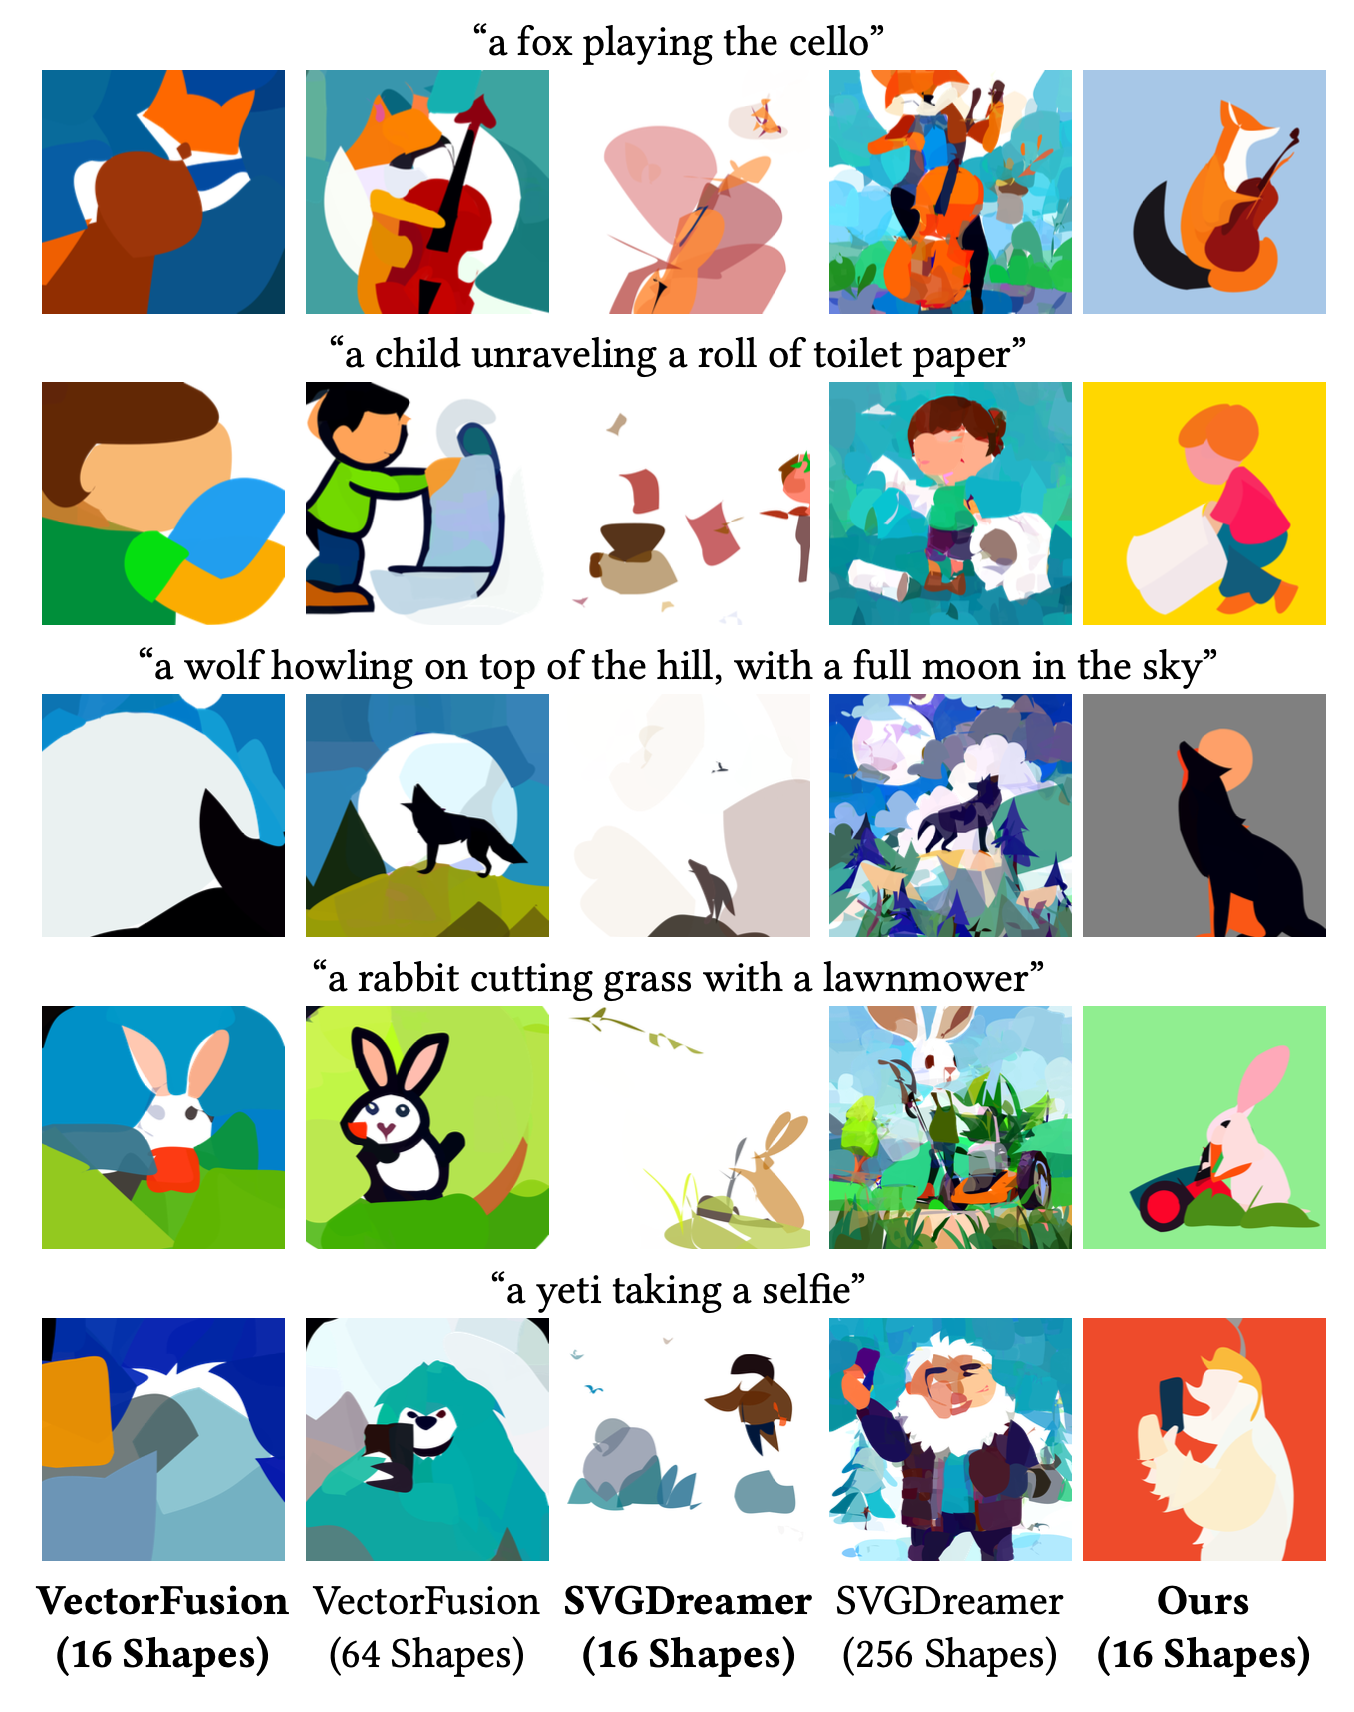 “a fox playing the cello”
“a child unraveling a roll of toilet paper”
“a wolf howling on top of the hill, with a full moon in the sky”
“a rabbit cutting grass with a lawnmower”
“a yeti taking a selfie”
VectorFusion VectorFusion SVGDreamer SVGDreamer Ours
(16 Shapes) (64 Shapes) (16 Shapes) (256 Shapes) (16 Shapes)